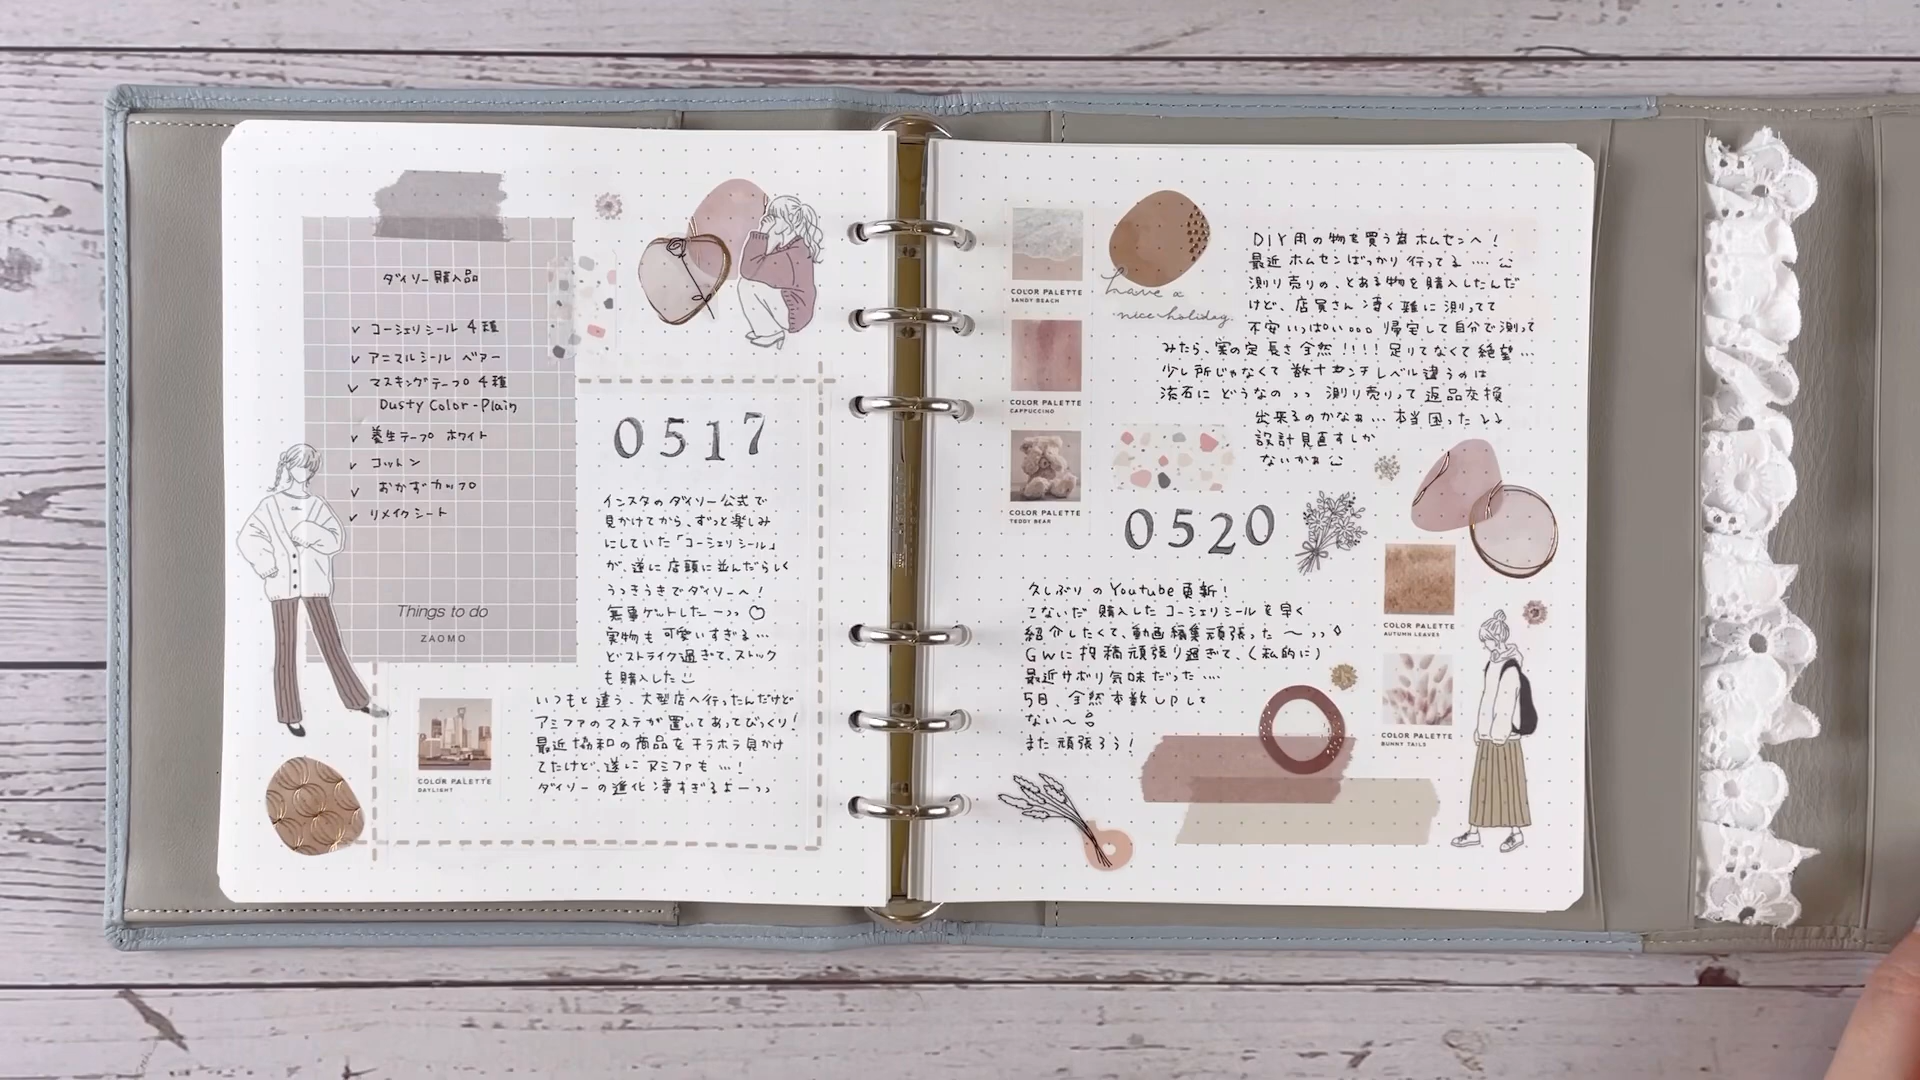 ダイソー購入品
✓ コーシェリシール 4種
✓ アニマルシール ベアー
✓ マスキングテープ 4種
Dusty Color-Plain
✓ 養生テープ ホワイト
✓ コットン
✓ おかずカップ
✓ リメイクシート
Things to do
ZAOMO
0517
インスタのダイソー公式で
見かけてから、ずっと楽しみ
にしていた「コーシェリシール」
が、遂に店頭に並んだらしく
うっきうきでダイソーへ!
無事ゲットしたーっっ
実物も可愛いすぎる…
どストライク過ぎて、ストック
も購入した
いつもと違う、大型店へ行ったんだけど
アミファのマステが置いてあってびっくり!
最近協和の商品をチラホラ見かけ
てたけど、遂にアミファも…!
ダイソーの進化凄すぎるよーっっ
COLOR PALETTE
DAYLIGHT
COLOR PALETTE
SANDY BEACH
COLOR PALETTE
CAPPUCCINO
COLOR PALETTE
TEDDY BEAR
have a
nice holiday.
DIY用の物を買う為ホムセンへ!
最近ホムセンばっかり行ってる….
測り売りの、とある物を購入したんだ
けど、店員さん凄く雑に測ってて
不安いっぱい。。。帰宅して自分で測って
みたら、案の定長さ全然!!!!足りてなくて絶望…
少し所じゃなくて数十センチレベル違うのは
流石にどうなのっっ 測り売りって返品交換
出来るのかなぁ…本当困った
設計見直すしか
ないかぁ
0520
久しぶりのYoutube更新!
こないだ購入したコーシェリシールを早く
紹介したくて、動画編集頑張った〜っっ
GWに投稿頑張り過ぎて、(私的に)
最近サボり気味だった….
5月、全然本数upして
ない〜
また頑張ろう!
COLOR PALETTE
AUTUMN LEAVES
COLOR PALETTE
BUNNY TAILS